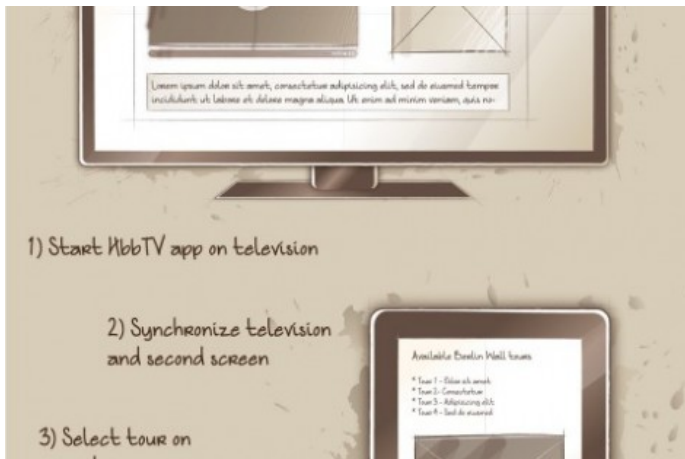 Lorem ipsum dolor sit amet, consectetur adipisicing elit, sed do eiusmod tempor
incididunt ut labore et dolore magna aliqua. Ut enim ad minim veniam, quis no-
1) Start HbbTV app on television
2) Synchronize television
and second screen
Available Berlin Wall tours
* Tour 1 - Dolor sit amet
* Tour 2 - Consectetur
* Tour 3 - Adipisicing elit
* Tour 4 - Sed do eiusmod
3) Select tour on